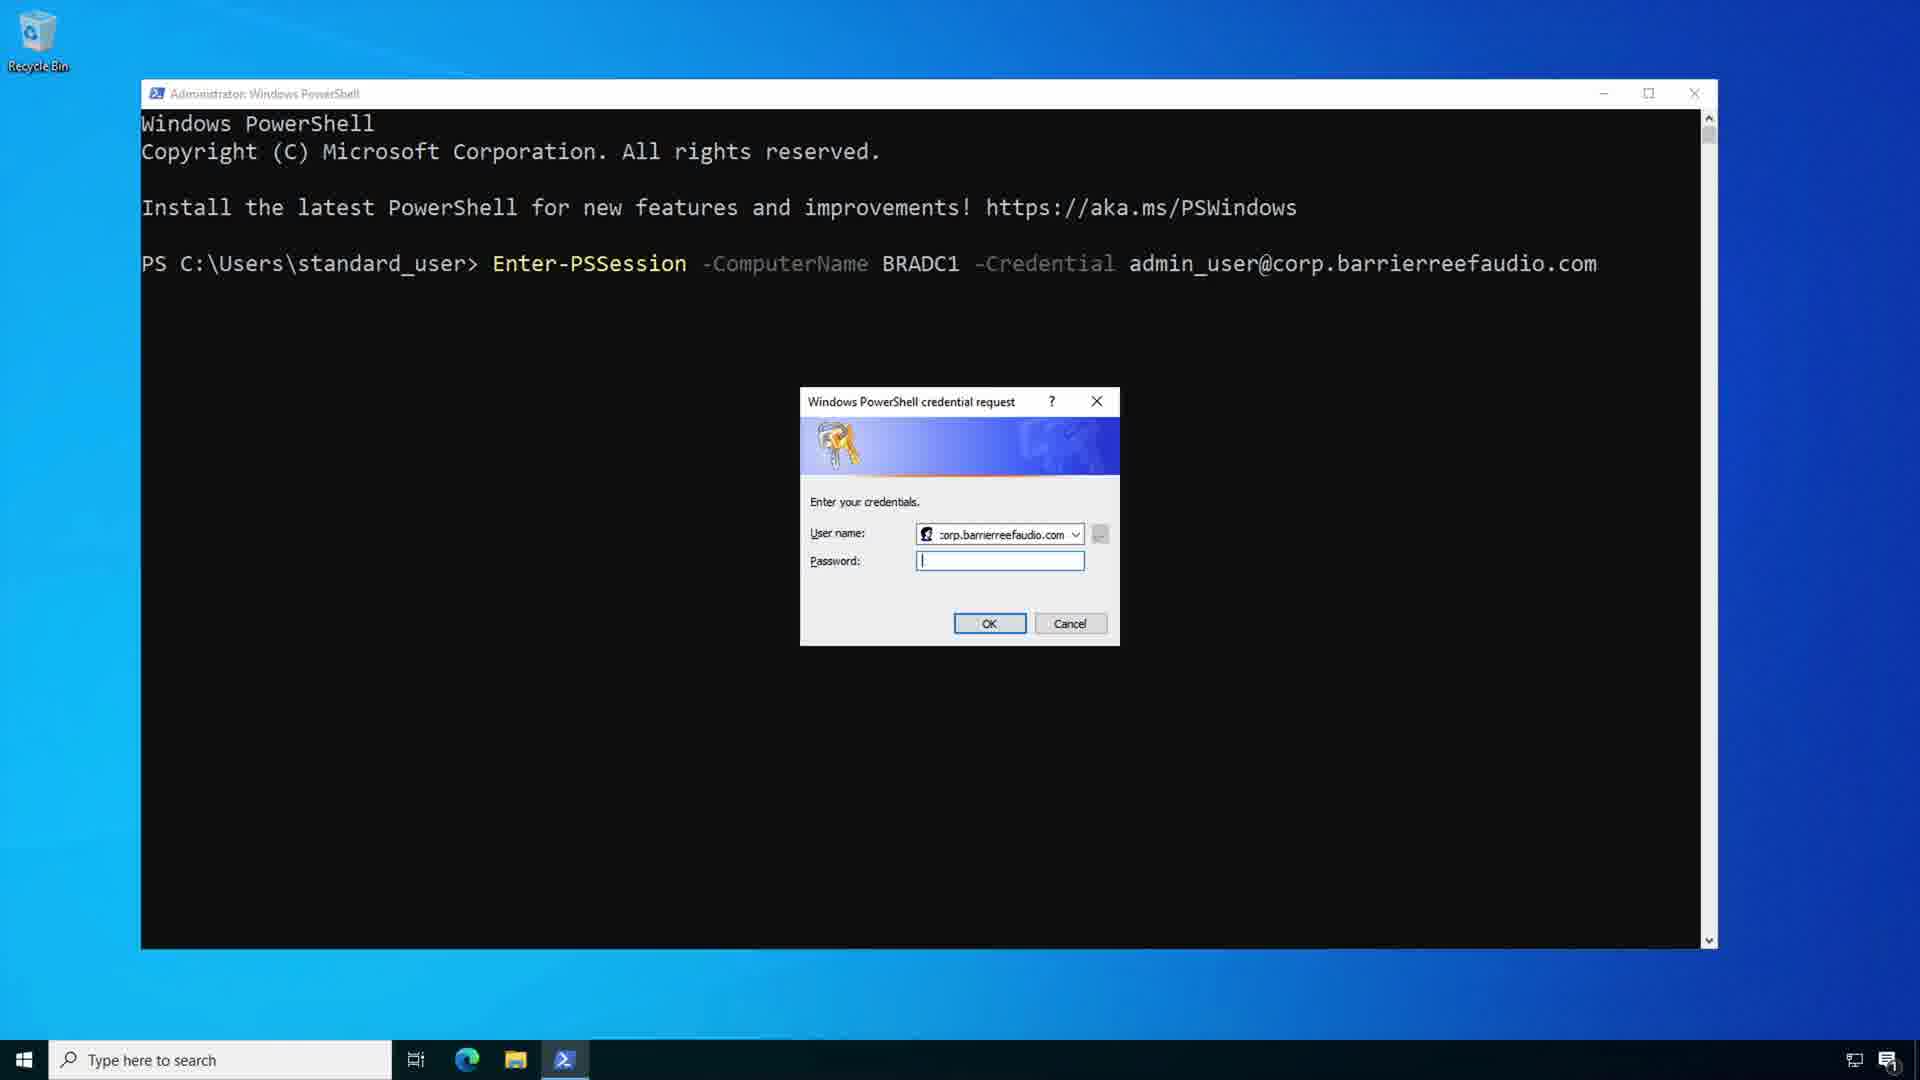 Recycle Bin
Administrator: Windows PowerShell
Windows PowerShell
Copyright (C) Microsoft Corporation. All rights reserved.
Install the latest PowerShell for new features and improvements! https://aka.ms/PSWindows
PS C:\Users\standard_user> Enter-PSSession -ComputerName BRADC1 -Credential admin_user@corp.barrierreefaudio.com
Windows PowerShell credential request
Enter your credentials.
User name: corp.barrierreefaudio.com
Password:
OK Cancel
Type here to search
1